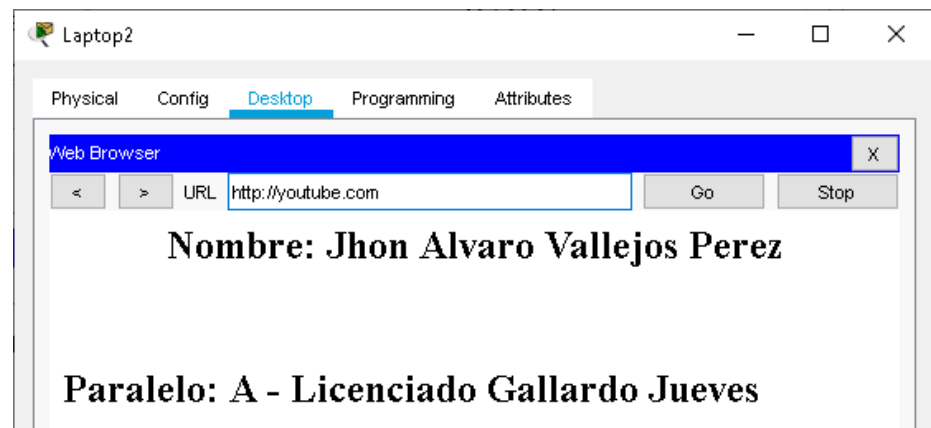 Laptop2
Physical Config Desktop Programming Attributes
Web Browser X
< > URL http://youtube.com Go Stop
Nombre: Jhon Alvaro Vallejos Perez
Paralelo: A - Licenciado Gallardo Jueves